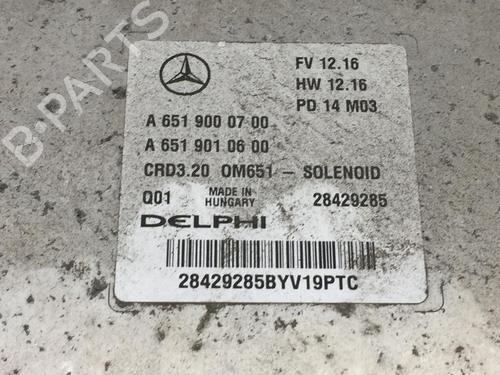 B-PARTS
FV 12.16
HW 12.16
PD 14 M03
A 651 900 07 00
A 651 901 06 00
CRD3.20 OM651 - SOLENOID
Q01 MADE IN HUNGARY 28429285
DELPHI
28429285BYV19PTC